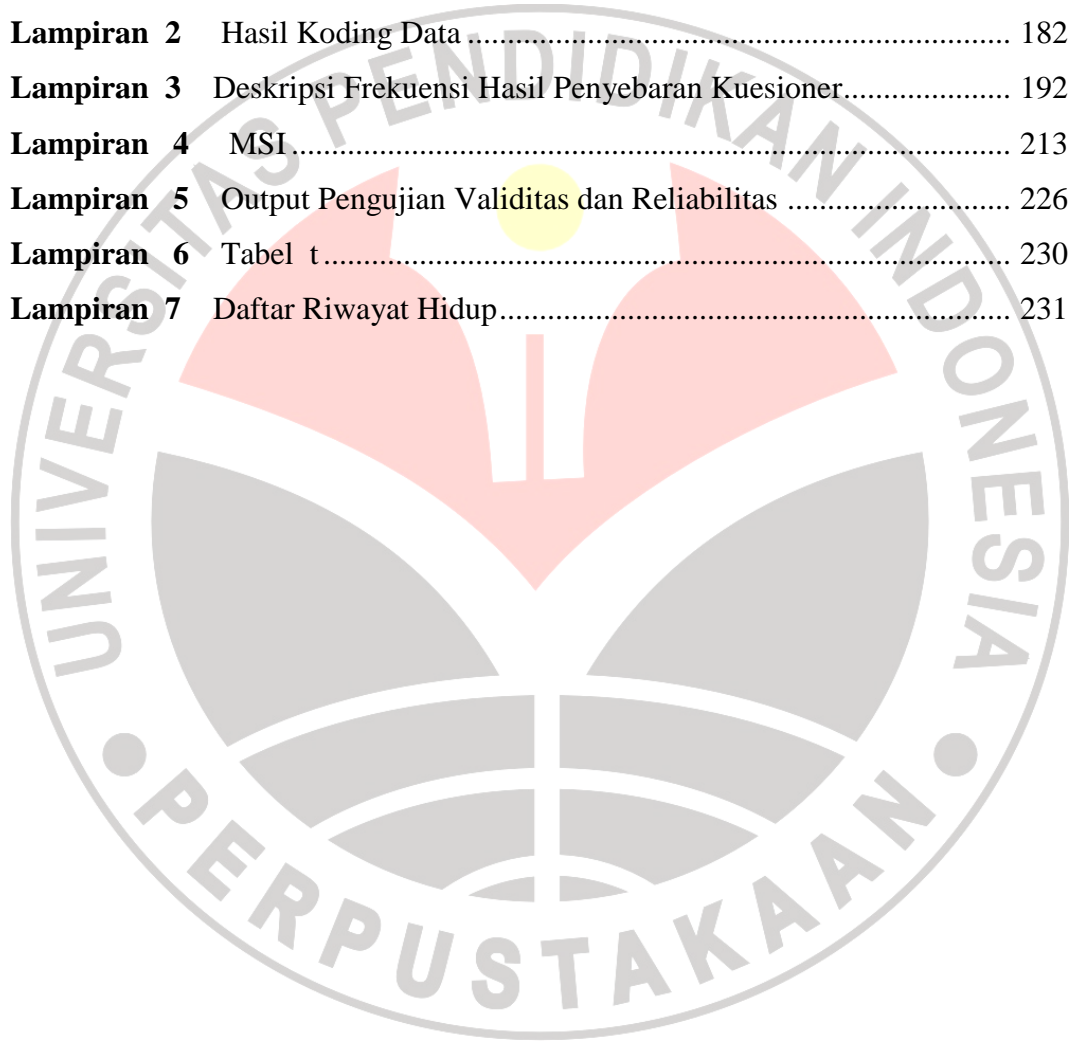 Lampiran 2 Hasil Koding Data ................................................................... 182
Lampiran 3 Deskripsi Frekuensi Hasil Penyebaran Kuesioner..................... 192
Lampiran 4 MSI......................................................................................... 213
Lampiran 5 Output Pengujian Validitas dan Reliabilitas ............................ 226
Lampiran 6 Tabel t..................................................................................... 230
Lampiran 7 Daftar Riwayat Hidup............................................................... 231
UNIVERSITAS PENDIDIKAN INDONESIA
PERPUSTAKAAN